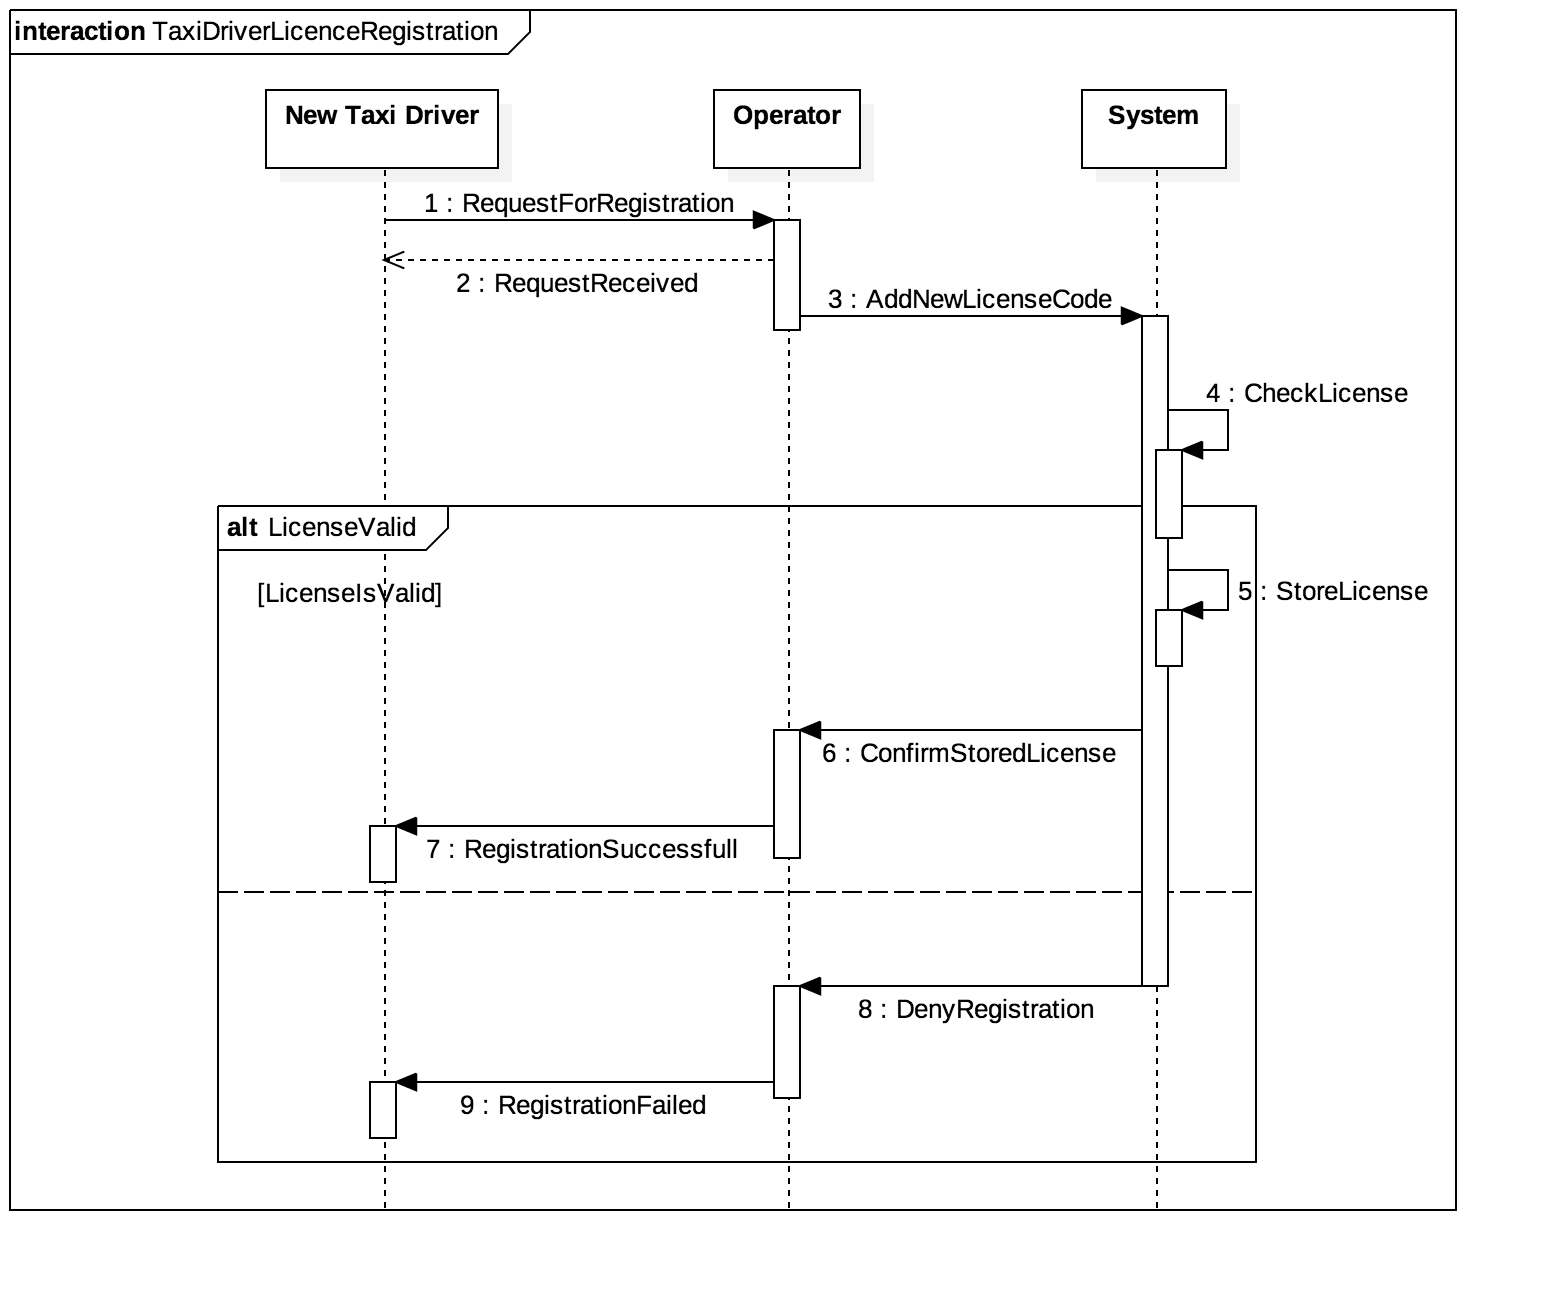 interaction TaxiDriverLicenceRegistration
New Taxi Driver
Operator
System
1 : RequestForRegistration
2 : RequestReceived
3 : AddNewLicenseCode
4 : CheckLicense
alt LicenseValid
[LicenseIsValid]
5 : StoreLicense
6 : ConfirmStoredLicense
7 : RegistrationSuccessfull
8 : DenyRegistration
9 : RegistrationFailed